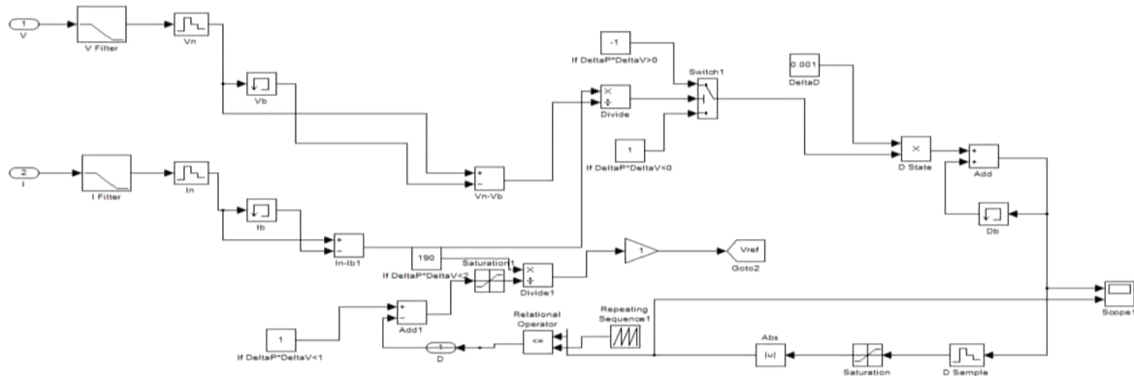 1
V
V Filter
Vn
Vb
-1
If DeltaP*DeltaV>0
Switch1
0.001
DeltaD
×
÷
Divide
1
If DeltaP*DeltaV<0
×
D State
+
+
Add
2
I
I Filter
In
Ib
+
−
Vn-Vb
+
−
In-Ib1
190
If DeltaP*DeltaV<2
Saturation1
×
÷
Divide1
1
Vref
Goto2
Db
Scope1
1
If DeltaP*DeltaV<1
+
−
Add1
1
D
Relational
Operator
<=
Repeating
Sequence1
Abs
|u|
Saturation
D Sample